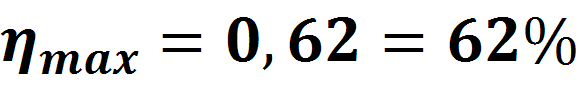 η_max = 0,62 = 62%